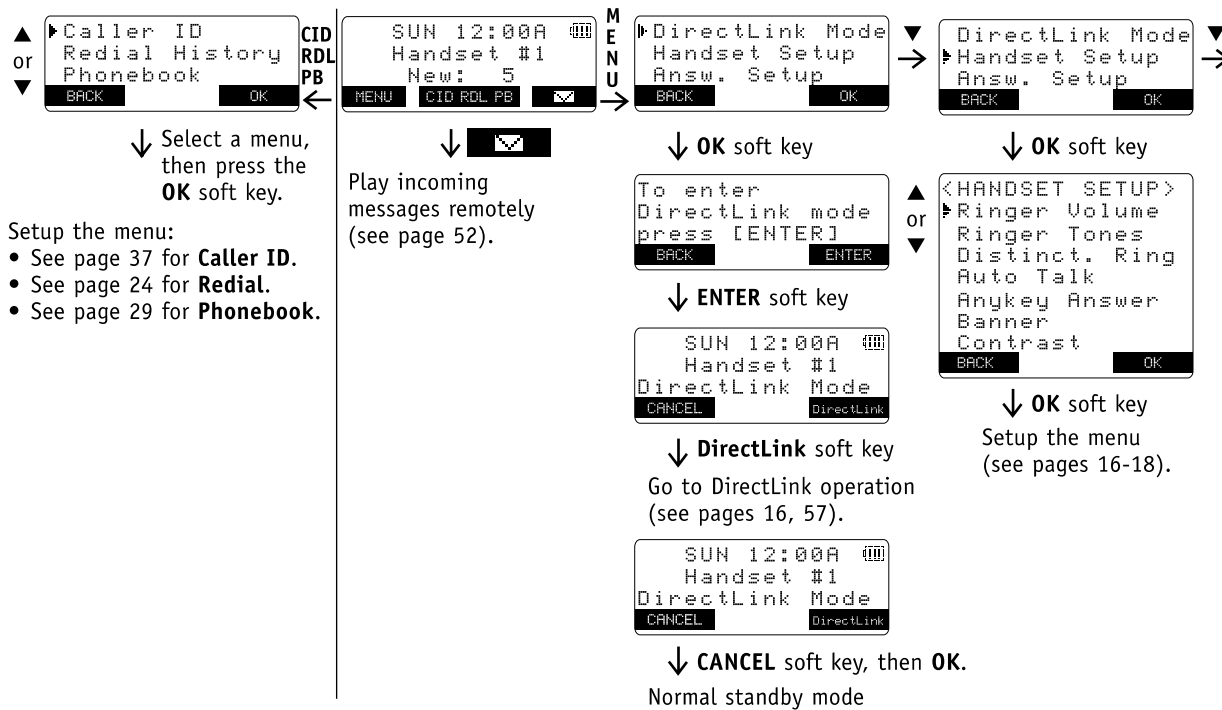 Caller ID
Redial History
Phonebook
BACK OK
▲
or
▼
CID
RDL
PB
Select a menu,
then press the
OK soft key.
Setup the menu:
• See page 37 for Caller ID.
• See page 24 for Redial.
• See page 29 for Phonebook.
SUN 12:00A
Handset #1
New: 5
MENU CID RDL PB
Play incoming
messages remotely
(see page 52).
M
E
N
U
DirectLink Mode
Handset Setup
Answ. Setup
BACK OK
OK soft key
To enter
DirectLink mode
press [ENTER]
BACK ENTER
ENTER soft key
SUN 12:00A
Handset #1
DirectLink Mode
CANCEL DirectLink
DirectLink soft key
Go to DirectLink operation
(see pages 16, 57).
SUN 12:00A
Handset #1
DirectLink Mode
CANCEL DirectLink
CANCEL soft key, then OK.
Normal standby mode
▼
DirectLink Mode
Handset Setup
Answ. Setup
BACK OK
▼
OK soft key
▲
or
▼
<HANDSET SETUP>
Ringer Volume
Ringer Tones
Distinct. Ring
Auto Talk
Anykey Answer
Banner
Contrast
BACK OK
OK soft key
Setup the menu
(see pages 16-18).